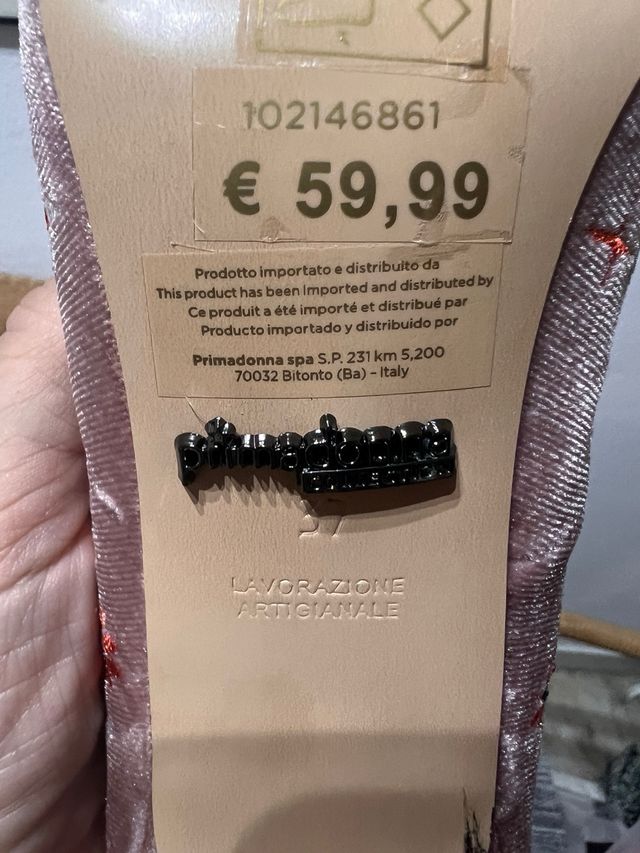 102146861
€ 59,99
Prodotto importato e distribuito da
This product has been Imported and distributed by
Ce produit a été importé et distribué par
Producto importado y distribuido por
Primadonna spa S.P. 231 km 5,200
70032 Bitonto (Ba) - Italy
primadonna
37
LAVORAZIONE
ARTIGIANALE